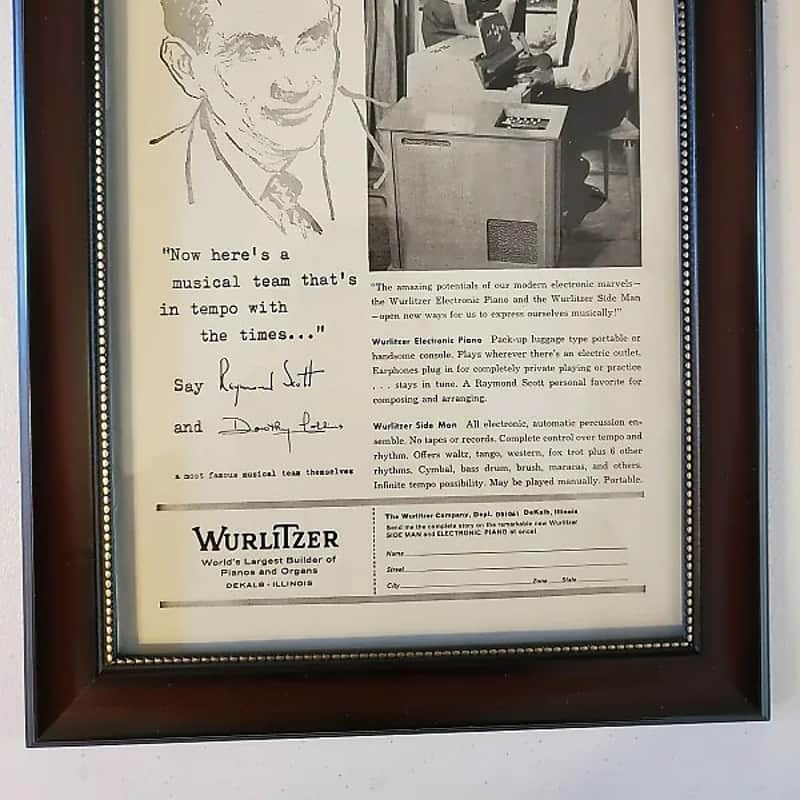 "Now here's a
musical team that's
in tempo with
the times..."
Say Raymond Scott
and Dorothy Collins
a most famous musical team themselves
"The amazing potentials of our modern electronic marvels—
the Wurlitzer Electronic Piano and the Wurlitzer Side Man
—open new ways for us to express ourselves musically!"
Wurlitzer Electronic Piano Pack-up luggage type portable or
handsome console. Plays wherever there's an electric outlet.
Earphones plug in for completely private playing or practice
. . . stays in tune. A Raymond Scott personal favorite for
composing and arranging.
Wurlitzer Side Man All electronic, automatic percussion en-
semble. No tapes or records. Complete control over tempo and
rhythm. Offers waltz, tango, western, fox trot plus 6 other
rhythms. Cymbal, bass drum, brush, maracas, and others.
Infinite tempo possibility. May be played manually. Portable.
WURLITZER
World's Largest Builder of
Pianos and Organs
DEKALB · ILLINOIS
The Wurlitzer Company, Dept. DB1061 DeKalb, Illinois
Send me the complete story on the remarkable new Wurlitzer
SIDE MAN and ELECTRONIC PIANO at once!
Name
Street
City Zone State